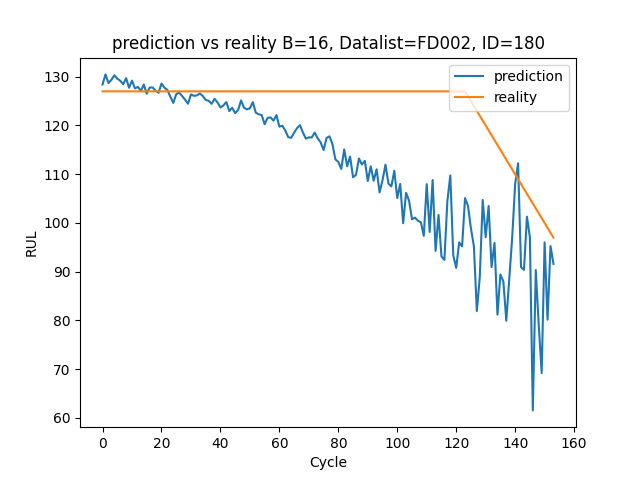 prediction vs reality B=16, Datalist=FD002, ID=180
prediction
reality
RUL
130
120
110
100
90
80
70
60
0 20 40 60 80 100 120 140 160
Cycle